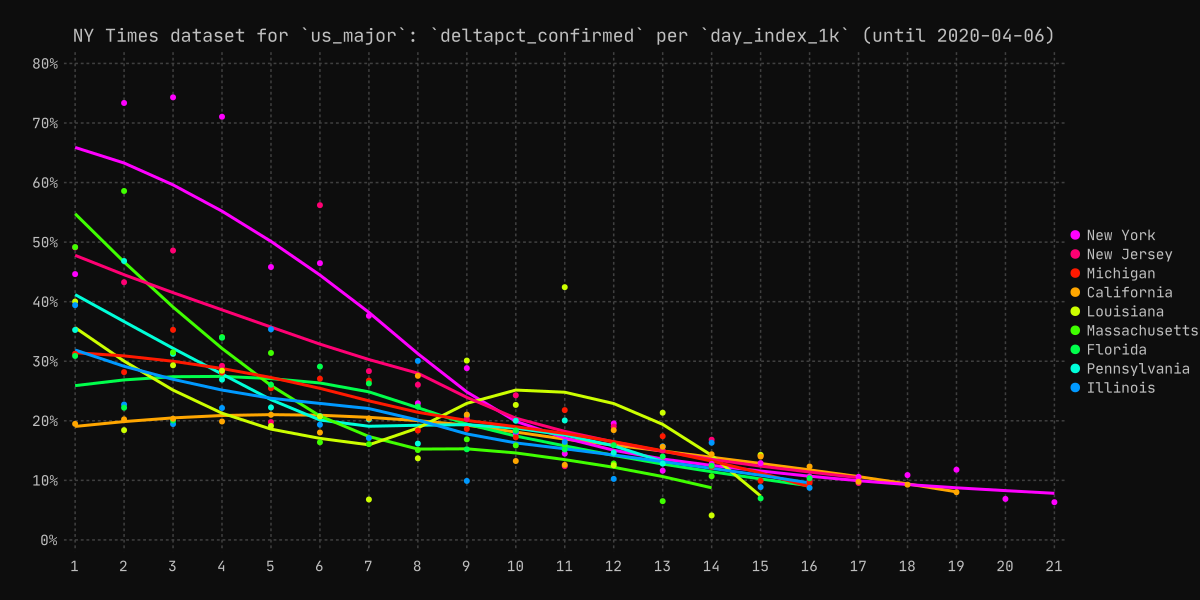 NY Times dataset for `us_major`: `deltapct_confirmed` per `day_index_1k` (until 2020-04-06)
80%
70%
60%
50%
40%
30%
20%
10%
0%
1 2 3 4 5 6 7 8 9 10 11 12 13 14 15 16 17 18 19 20 21
New York
New Jersey
Michigan
California
Louisiana
Massachusetts
Florida
Pennsylvania
Illinois